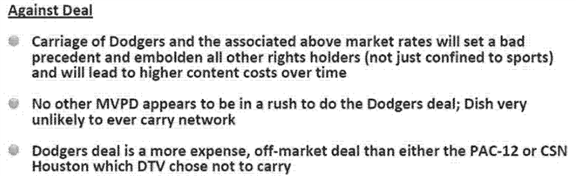 Against Deal
Carriage of Dodgers and the associated above market rates will set a bad
precedent and embolden all other rights holders (not just confined to sports)
and will lead to higher content costs over time
No other MVPD appears to be in a rush to do the Dodgers deal; Dish very
unlikely to ever carry network
Dodgers deal is a more expense, off-market deal than either the PAC-12 or CSN
Houston which DTV chose not to carry